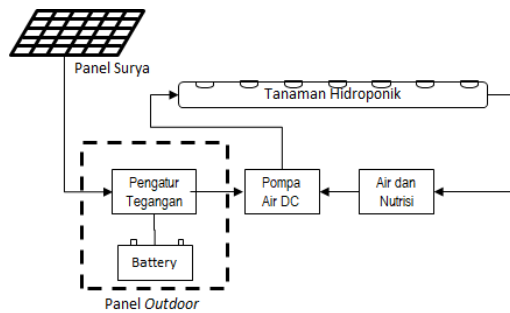 Panel Surya
Tanaman Hidroponik
Pengatur
Tegangan
Pompa
Air DC
Air dan
Nutrisi
Battery
Panel Outdoor